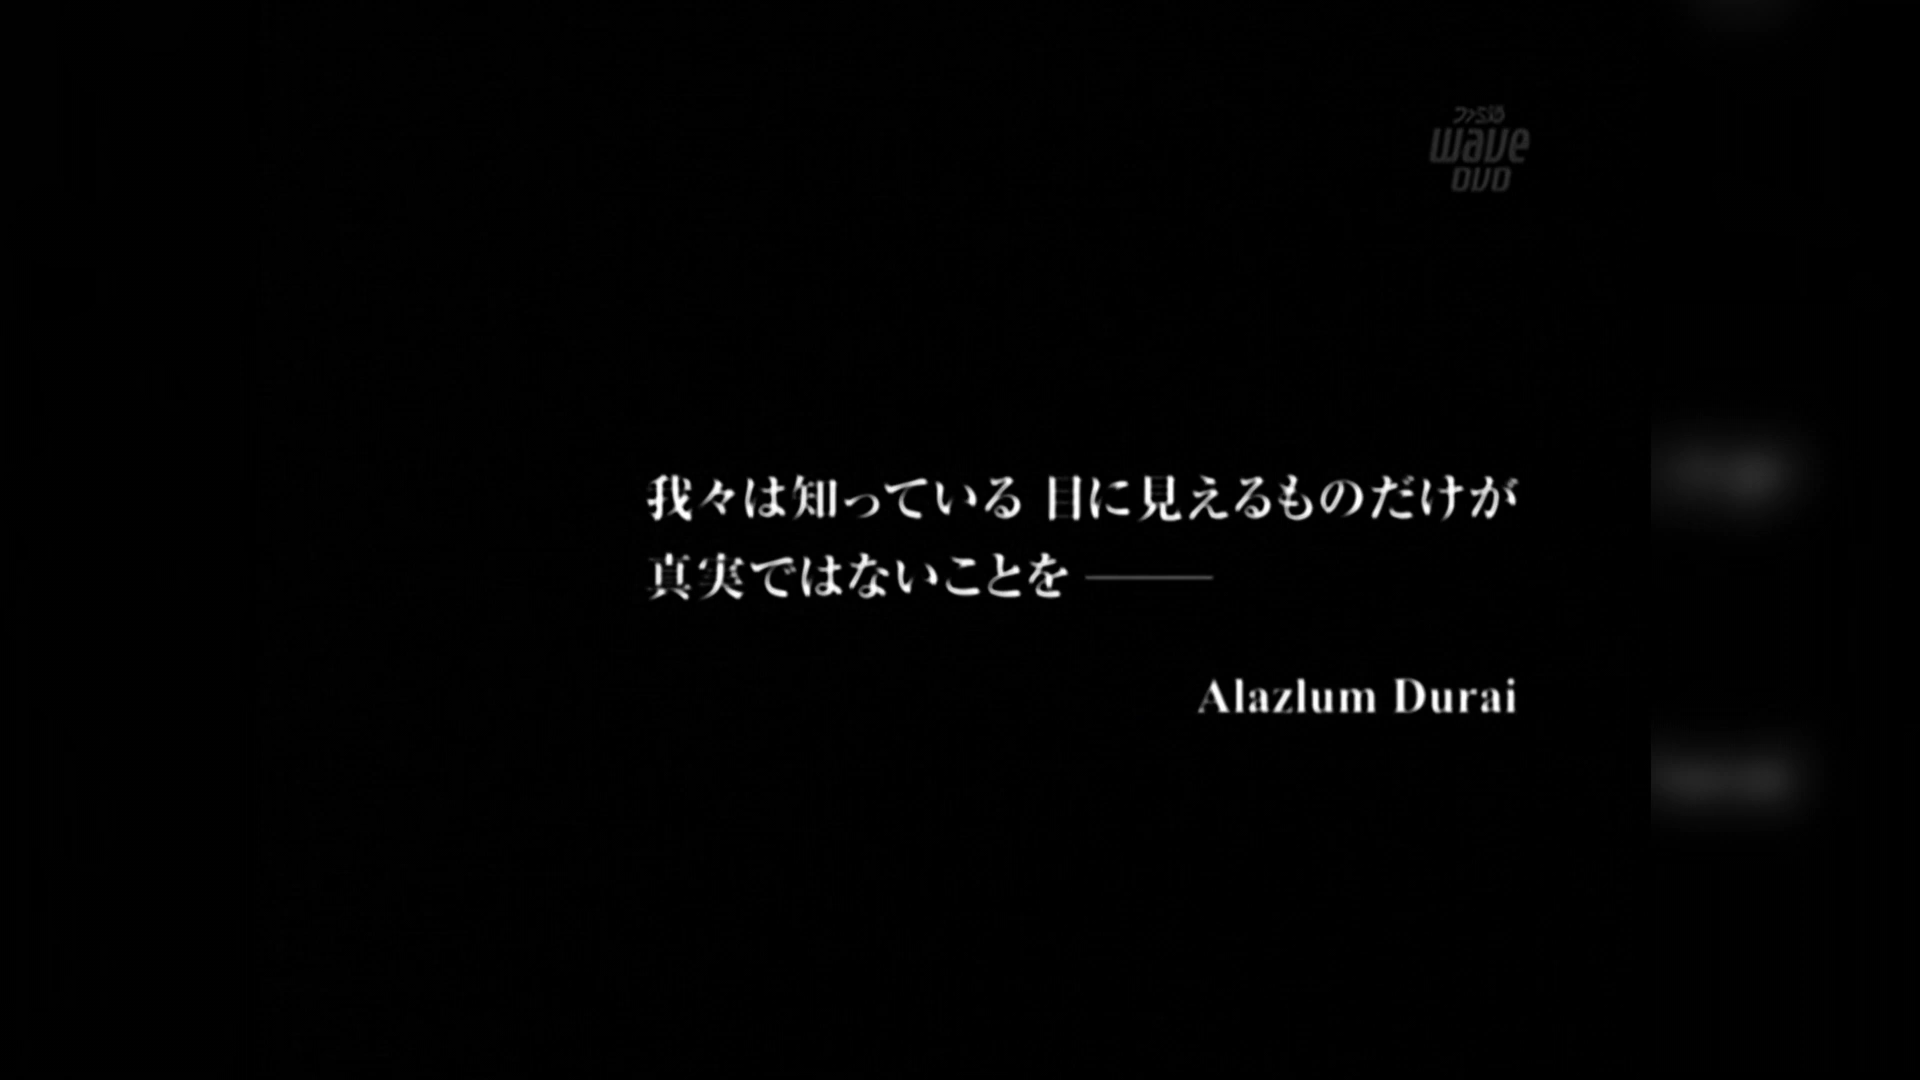 ファミ通
wave
DVD
我々は知っている 目に見えるものだけが
真実ではないことを ———
Alazlum Durai